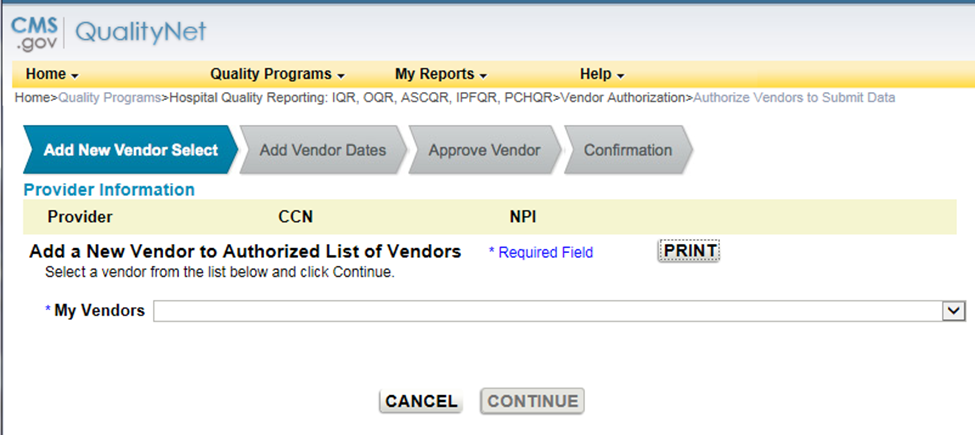 CMS
.gov
QualityNet
Home Quality Programs My Reports Help
Home>Quality Programs>Hospital Quality Reporting: IQR, OQR, ASCQR, IPFQR, PCHQR>Vendor Authorization>Authorize Vendors to Submit Data
Add New Vendor Select Add Vendor Dates Approve Vendor Confirmation
Provider Information
Provider CCN NPI
Add a New Vendor to Authorized List of Vendors * Required Field PRINT
Select a vendor from the list below and click Continue.
* My Vendors
CANCEL CONTINUE